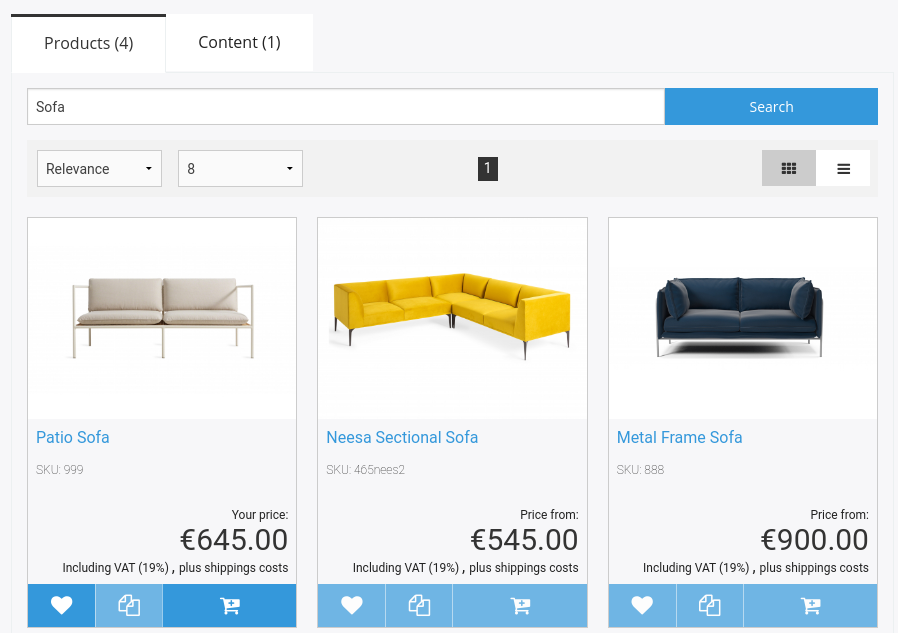 Products (4)
Content (1)
Sofa
Search
Relevance
8
1
Patio Sofa
SKU: 999
Your price:
€645.00
Including VAT (19%) , plus shippings costs
Neesa Sectional Sofa
SKU: 465nees2
Price from:
€545.00
Including VAT (19%) , plus shippings costs
Metal Frame Sofa
SKU: 888
Price from:
€900.00
Including VAT (19%) , plus shippings costs